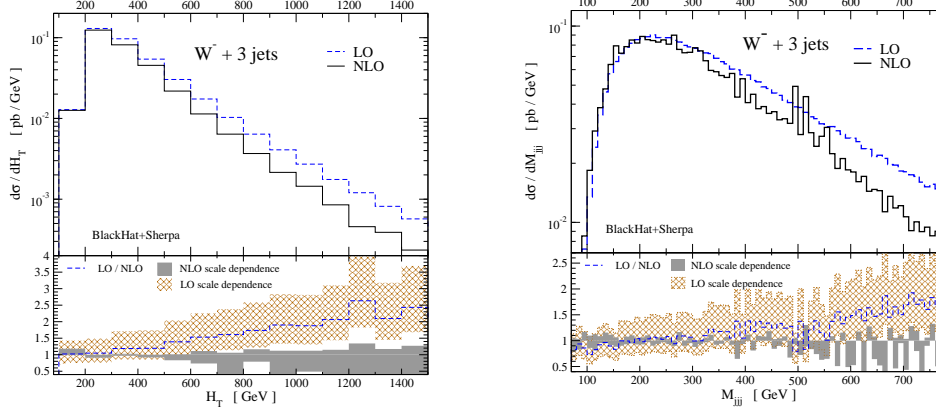 200 400 600 800 1000 1200 1400
W⁻ + 3 jets
LO
NLO
10⁻¹
10⁻²
10⁻³
dσ / dH_T [ pb / GeV ]
BlackHat+Sherpa
LO / NLO
NLO scale dependence
LO scale dependence
4
3.5
3
2.5
2
1.5
1
0.5
200 400 600 800 1000 1200 1400
H_T [ GeV ]
100 200 300 400 500 600 700
W⁻ + 3 jets
LO
NLO
10⁻¹
10⁻²
dσ / dM_jjj [ pb / GeV ]
BlackHat+Sherpa
LO / NLO
NLO scale dependence
LO scale dependence
2.5
2.0
1.5
1
0.5
100 200 300 400 500 600 700
M_jjj [ GeV ]